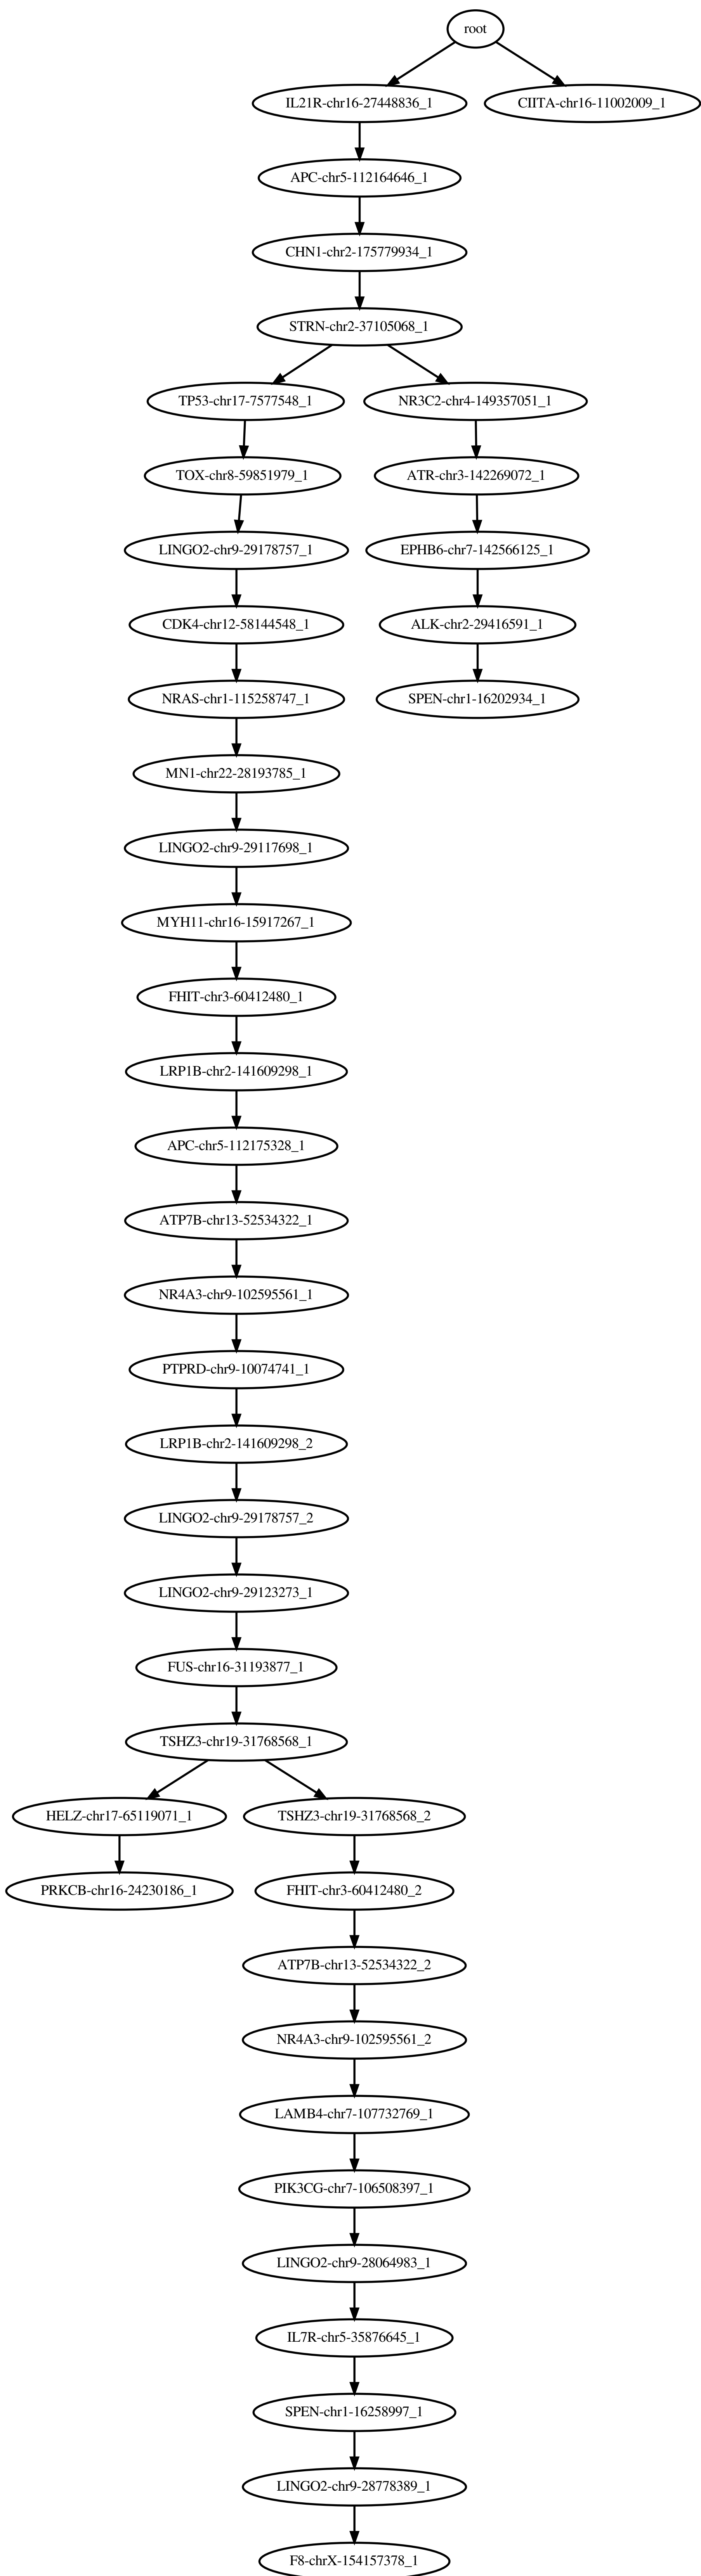 root
IL21R-chr16-27448836_1
CIITA-chr16-11002009_1
APC-chr5-112164646_1
CHN1-chr2-175779934_1
STRN-chr2-37105068_1
TP53-chr17-7577548_1
NR3C2-chr4-149357051_1
TOX-chr8-59851979_1
ATR-chr3-142269072_1
LINGO2-chr9-29178757_1
EPHB6-chr7-142566125_1
CDK4-chr12-58144548_1
ALK-chr2-29416591_1
NRAS-chr1-115258747_1
SPEN-chr1-16202934_1
MN1-chr22-28193785_1
LINGO2-chr9-29117698_1
MYH11-chr16-15917267_1
FHIT-chr3-60412480_1
LRP1B-chr2-141609298_1
APC-chr5-112175328_1
ATP7B-chr13-52534322_1
NR4A3-chr9-102595561_1
PTPRD-chr9-10074741_1
LRP1B-chr2-141609298_2
LINGO2-chr9-29178757_2
LINGO2-chr9-29123273_1
FUS-chr16-31193877_1
TSHZ3-chr19-31768568_1
HELZ-chr17-65119071_1
TSHZ3-chr19-31768568_2
PRKCB-chr16-24230186_1
FHIT-chr3-60412480_2
ATP7B-chr13-52534322_2
NR4A3-chr9-102595561_2
LAMB4-chr7-107732769_1
PIK3CG-chr7-106508397_1
LINGO2-chr9-28064983_1
IL7R-chr5-35876645_1
SPEN-chr1-16258997_1
LINGO2-chr9-28778389_1
F8-chrX-154157378_1